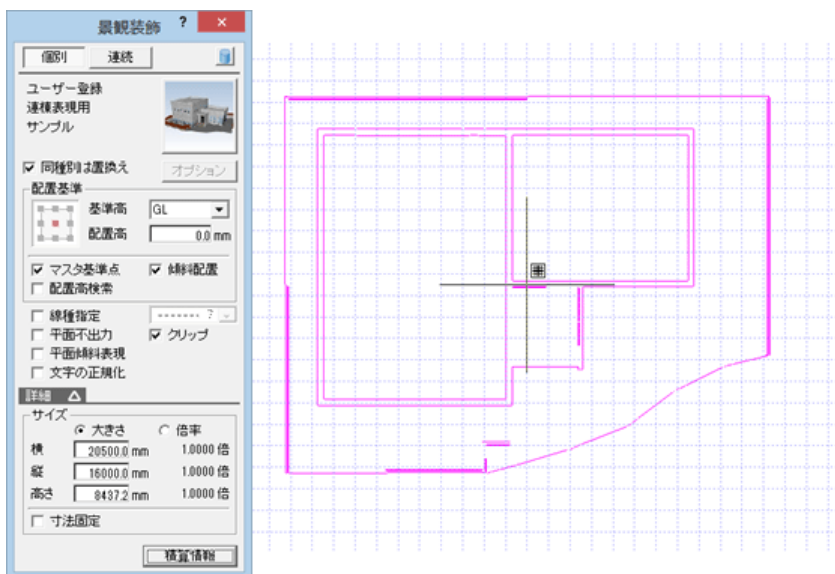 景観装飾 ? ×
個別 連続
ユーザー登録
連棟表現用
サンプル
同種別は置換え オプション
配置基準
基準高 GL
配置高 0.0 mm
マスタ基準点 傾斜配置
配置高検索
線種指定 ?
平面不出力 クリップ
平面傾斜表現
文字の正規化
詳細
サイズ
大きさ 倍率
横 20500.0 mm 1.0000 倍
縦 16000.0 mm 1.0000 倍
高さ 8437.2 mm 1.0000 倍
寸法固定
積算情報